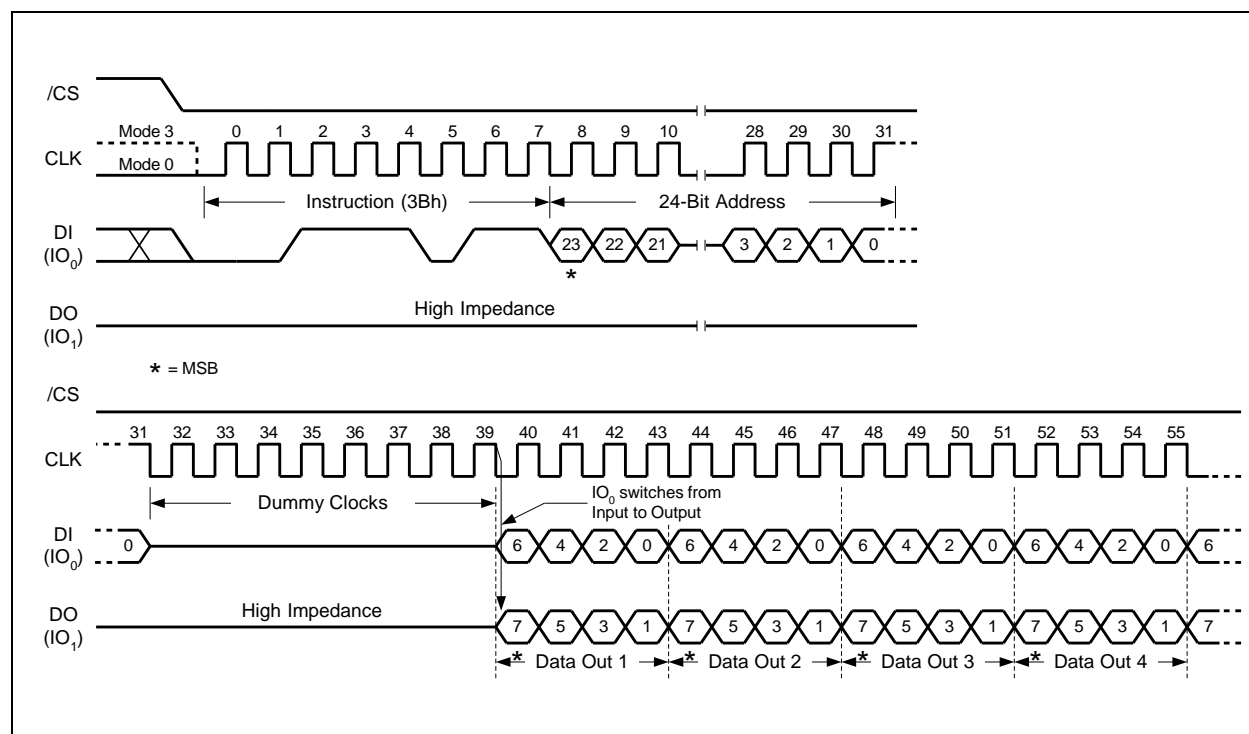 /CS
Mode 3 0 1 2 3 4 5 6 7 8 9 10 28 29 30 31
CLK
Mode 0
Instruction (3Bh) 24-Bit Address
DI
(IO0) 23 22 21 3 2 1 0
*
High Impedance
DO
(IO1)
* = MSB
/CS
31 32 33 34 35 36 37 38 39 40 41 42 43 44 45 46 47 48 49 50 51 52 53 54 55
CLK
Dummy Clocks
IO0 switches from
Input to Output
DI
(IO0) 0 6 4 2 0 6 4 2 0 6 4 2 0 6 4 2 0 6
High Impedance
DO
(IO1) 7 5 3 1 7 5 3 1 7 5 3 1 7 5 3 1 7
* Data Out 1 * Data Out 2 * Data Out 3 * Data Out 4